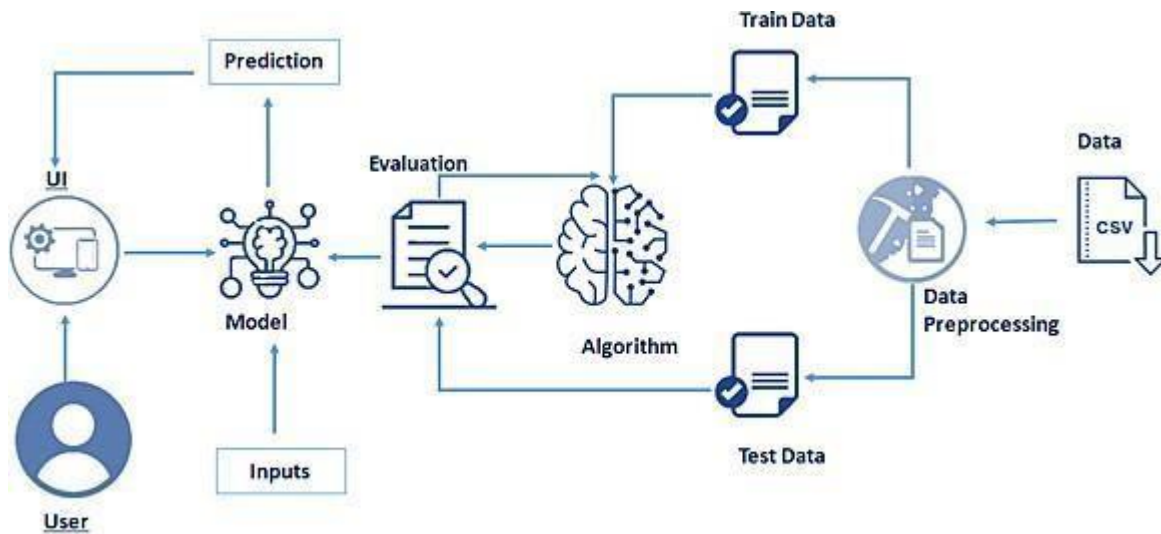 Train Data
Prediction
Data
Evaluation
UI
CSV
Model
Data
Preprocessing
Algorithm
Inputs
Test Data
User